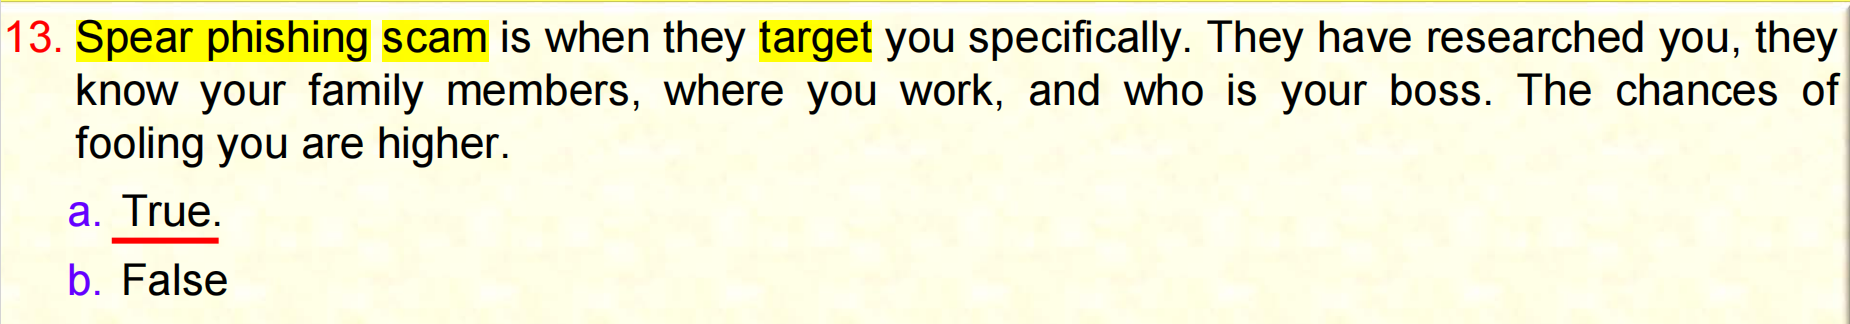 13. Spear phishing scam is when they target you specifically. They have researched you, they
know your family members, where you work, and who is your boss. The chances of
fooling you are higher.
a. True.
b. False